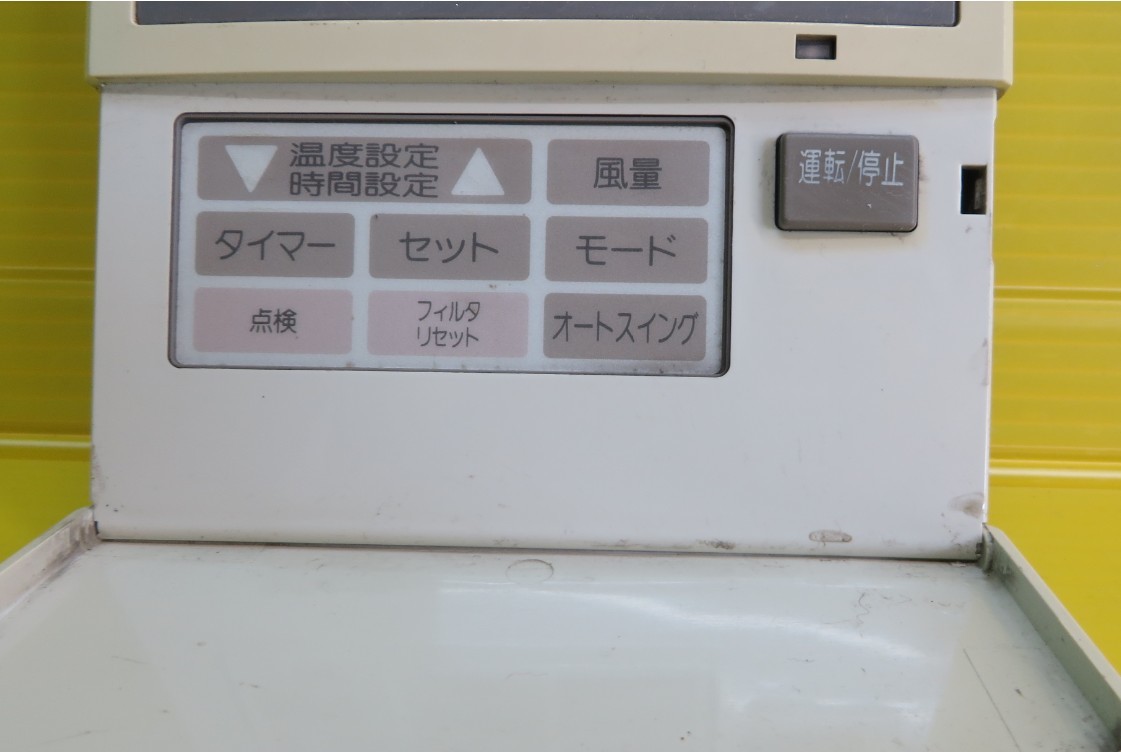 ▼ 温度設定 ▲
時間設定
風量
運転/停止
タイマー
セット
モード
点検
フィルタ
リセット
オートスイング